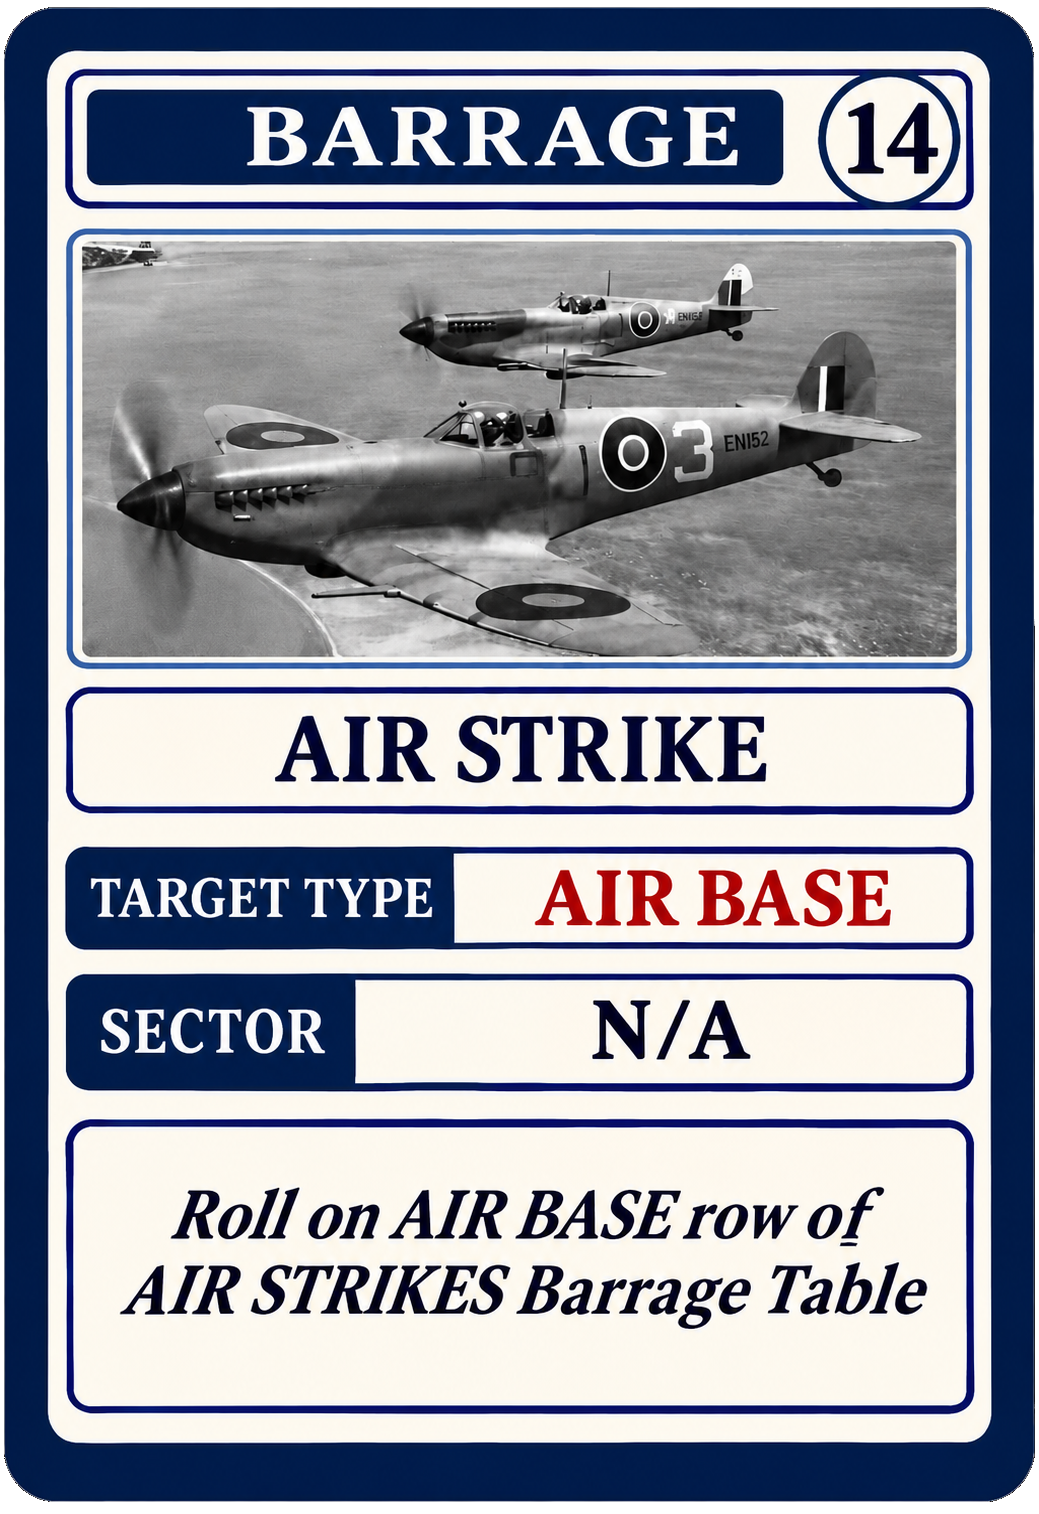 BARRAGE 14
3 EN152
AIR STRIKE
TARGET TYPE AIR BASE
SECTOR N/A
Roll on AIR BASE row of
AIR STRIKES Barrage Table